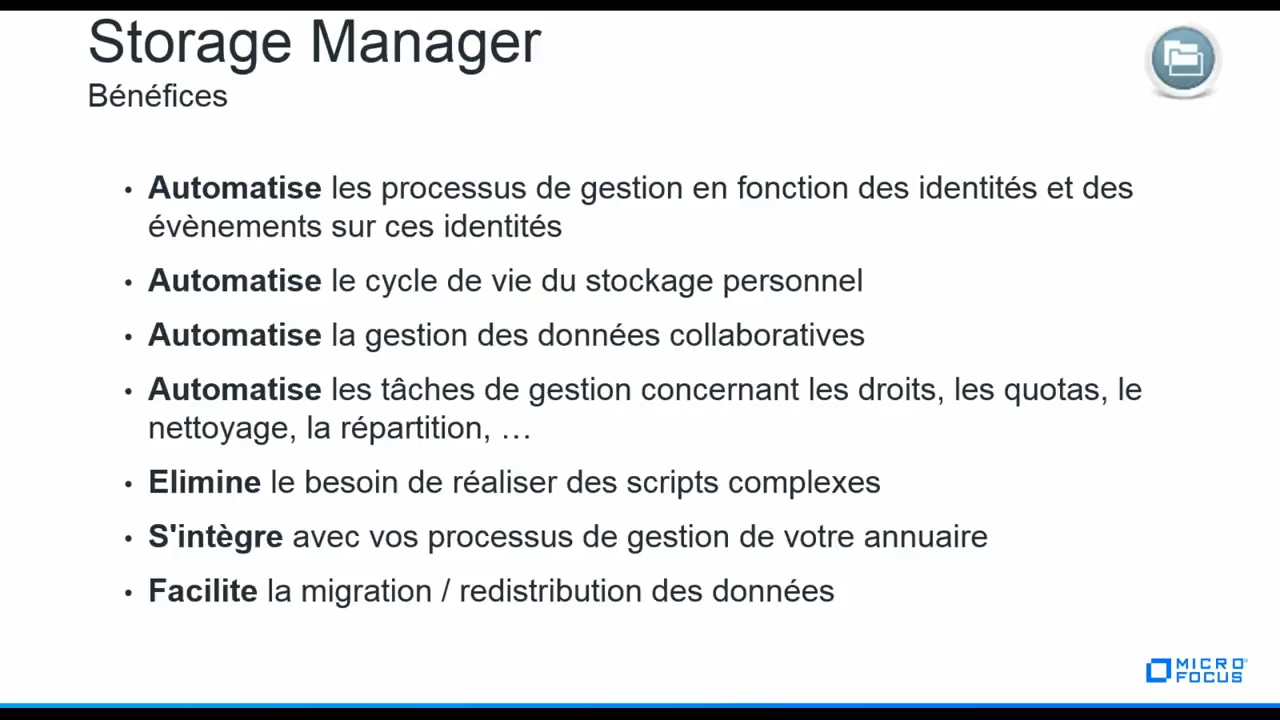 Storage Manager
Bénéfices
• Automatise les processus de gestion en fonction des identités et des
évènements sur ces identités
• Automatise le cycle de vie du stockage personnel
• Automatise la gestion des données collaboratives
• Automatise les tâches de gestion concernant les droits, les quotas, le
nettoyage, la répartition, …
• Elimine le besoin de réaliser des scripts complexes
• S'intègre avec vos processus de gestion de votre annuaire
• Facilite la migration / redistribution des données
MICRO
FOCUS